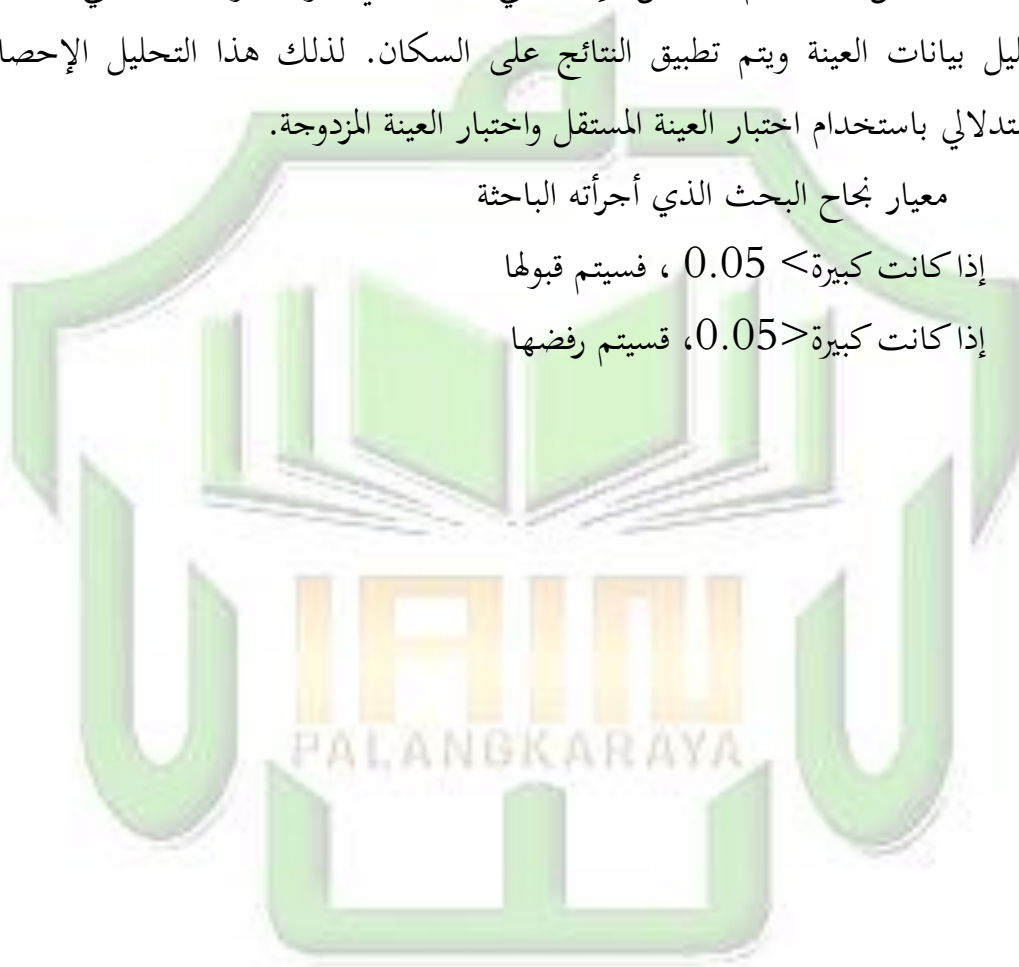 ليل بيانات العينة ويتم تطبيق النتائج على السكان. لذلك هذا التحليل الإحصا
ستدلالي باستخدام اختبار العينة المستقل واختبار العينة المزدوجة.
معيار نجاح البحث الذي أجرأته الباحثة
إذا كانت كبيرة> 0.05 ، فسيتم قبولها
إذا كانت كبيرة<0.05، قسيتم رفضها
IAIN
PALANGKARAYA